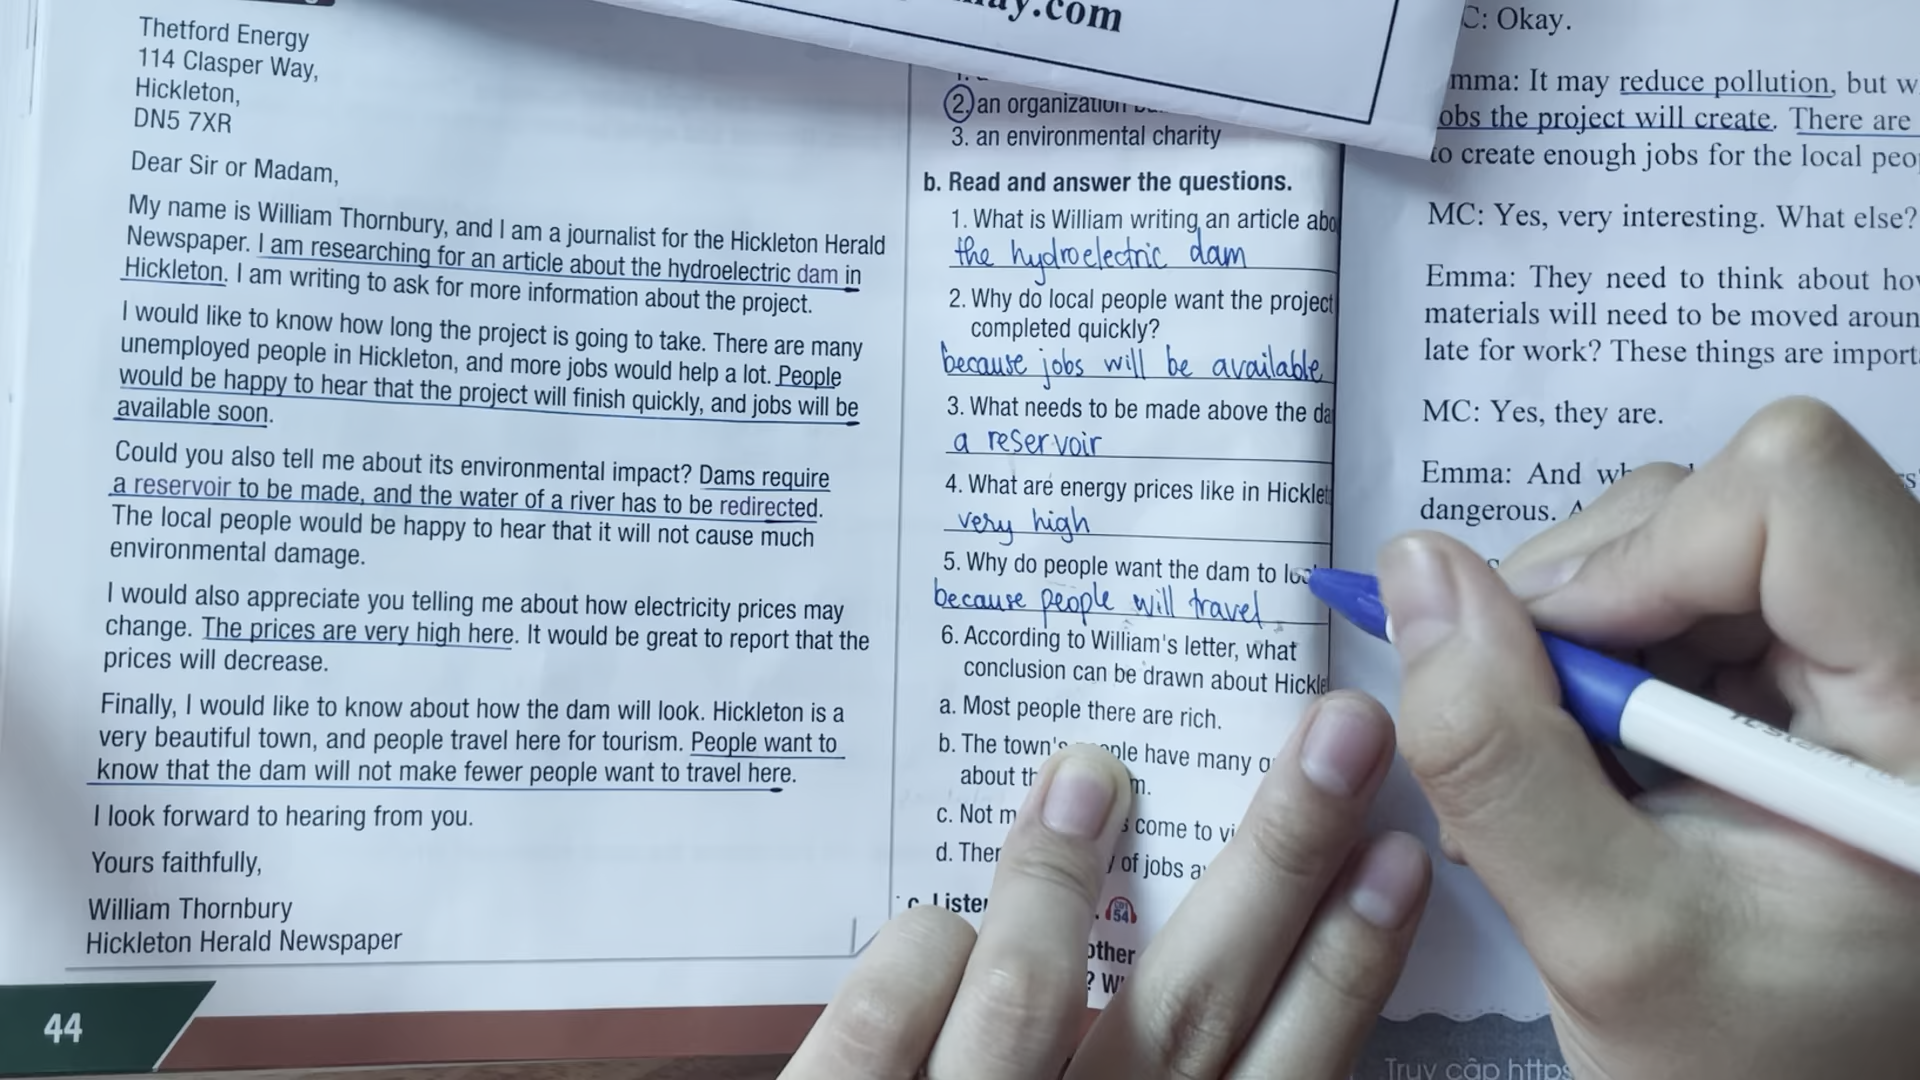 ay.com
Thetford Energy
114 Clasper Way,
Hickleton,
DN5 7XR
Dear Sir or Madam,
My name is William Thornbury, and I am a journalist for the Hickleton Herald
Newspaper. I am researching for an article about the hydroelectric dam in
Hickleton. I am writing to ask for more information about the project.
I would like to know how long the project is going to take. There are many
unemployed people in Hickleton, and more jobs would help a lot. People
would be happy to hear that the project will finish quickly, and jobs will be
available soon.
Could you also tell me about its environmental impact? Dams require
a reservoir to be made, and the water of a river has to be redirected.
The local people would be happy to hear that it will not cause much
environmental damage.
I would also appreciate you telling me about how electricity prices may
change. The prices are very high here. It would be great to report that the
prices will decrease.
Finally, I would like to know about how the dam will look. Hickleton is a
very beautiful town, and people travel here for tourism. People want to
know that the dam will not make fewer people want to travel here.
I look forward to hearing from you.
Yours faithfully,
William Thornbury
Hickleton Herald Newspaper
44
2. an organization
3. an environmental charity
b. Read and answer the questions.
1. What is William writing an article abo
the hydroelectric dam
2. Why do local people want the project
completed quickly?
because jobs will be available
3. What needs to be made above the da
a reservoir
4. What are energy prices like in Hicklet
very high
5. Why do people want the dam to
because people will travel
6. According to William's letter, what
conclusion can be drawn about Hickle
a. Most people there are rich.
b. The town's people have many q
about th m.
c. Not m s come to vi
d. Ther y of jobs a
c. Listen
CD1
54
other
? W
C: Okay.
mma: It may reduce pollution, but w
obs the project will create. There are
to create enough jobs for the local peo
MC: Yes, very interesting. What else?
Emma: They need to think about how
materials will need to be moved aroun
late for work? These things are import
MC: Yes, they are.
Emma: And
dangerous.
Truy cập https